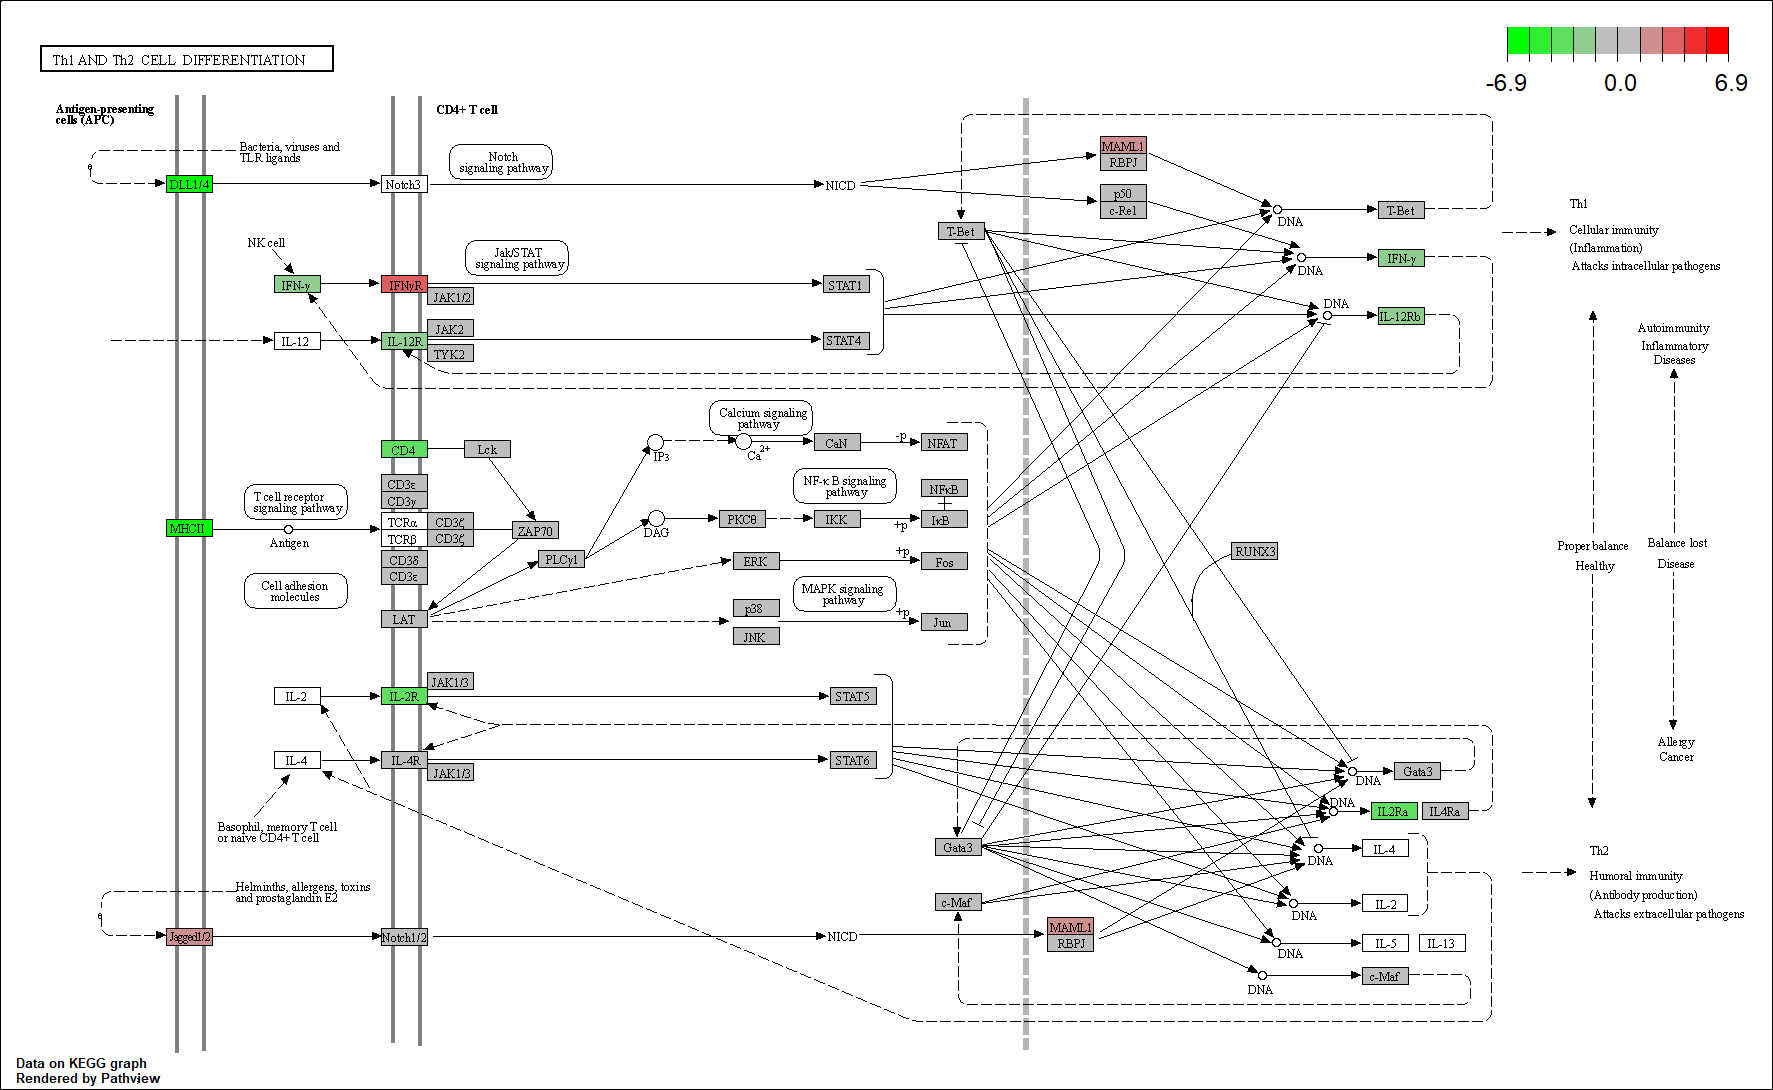 Th1 AND Th2 CELL DIFFERENTIATION
-6.9 0.0 6.9
Antigen-presenting
cells (APC)
CD4+ T cell
Bacteria, viruses and
TLR ligands
e
DLL1/4
Notch3
Notch
signaling pathway
NICD
MAML1
RBPJ
p50
c-Rel
DNA
T-Bet
T-Bet
Th1
Cellular immunity
(Inflammation)
Attacks intracellular pathogens
NK cell
Jak/STAT
signaling pathway
IFN-γ
IFNγR
JAK1/2
STAT1
DNA
IFN-γ
DNA
IL-12Rb
IL-12
IL-12R
JAK2
TYK2
STAT4
Autoimmunity
Inflammatory
Diseases
Calcium signaling
pathway
CD4
Lck
IP3
Ca2+
CaN
-p
NFAT
CD3ε
CD3γ
T cell receptor
signaling pathway
NF-κB signaling
pathway
NFκB
MHCII
Antigen
TCRα
TCRβ
CD3ζ
CD3ζ
ZAP70
DAG
PKCθ
IKK
+p
IκB
CD3δ
CD3ε
PLCγ1
ERK
+p
Fos
RUNX3
Proper balance
Healthy
Balance lost
Disease
Cell adhesion
molecules
MAPK signaling
pathway
LAT
p38
JNK
+p
Jun
IL-2
IL-2R
JAK1/3
STAT5
IL-4
IL-4R
JAK1/3
STAT6
Allergy
Cancer
DNA
Gata3
DNA
IL2Ra
IL4Ra
Basophil, memory T cell
or naive CD4+ T cell
Gata3
DNA
IL-4
Th2
Humoral immunity
(Antibody production)
Attacks extracellular pathogens
Helminths, allergens, toxins
and prostaglandin E2
e
c-Maf
DNA
IL-2
Jagged1/2
Notch1/2
NICD
MAML1
RBPJ
DNA
IL-5
IL-13
DNA
c-Maf
Data on KEGG graph
Rendered by Pathview